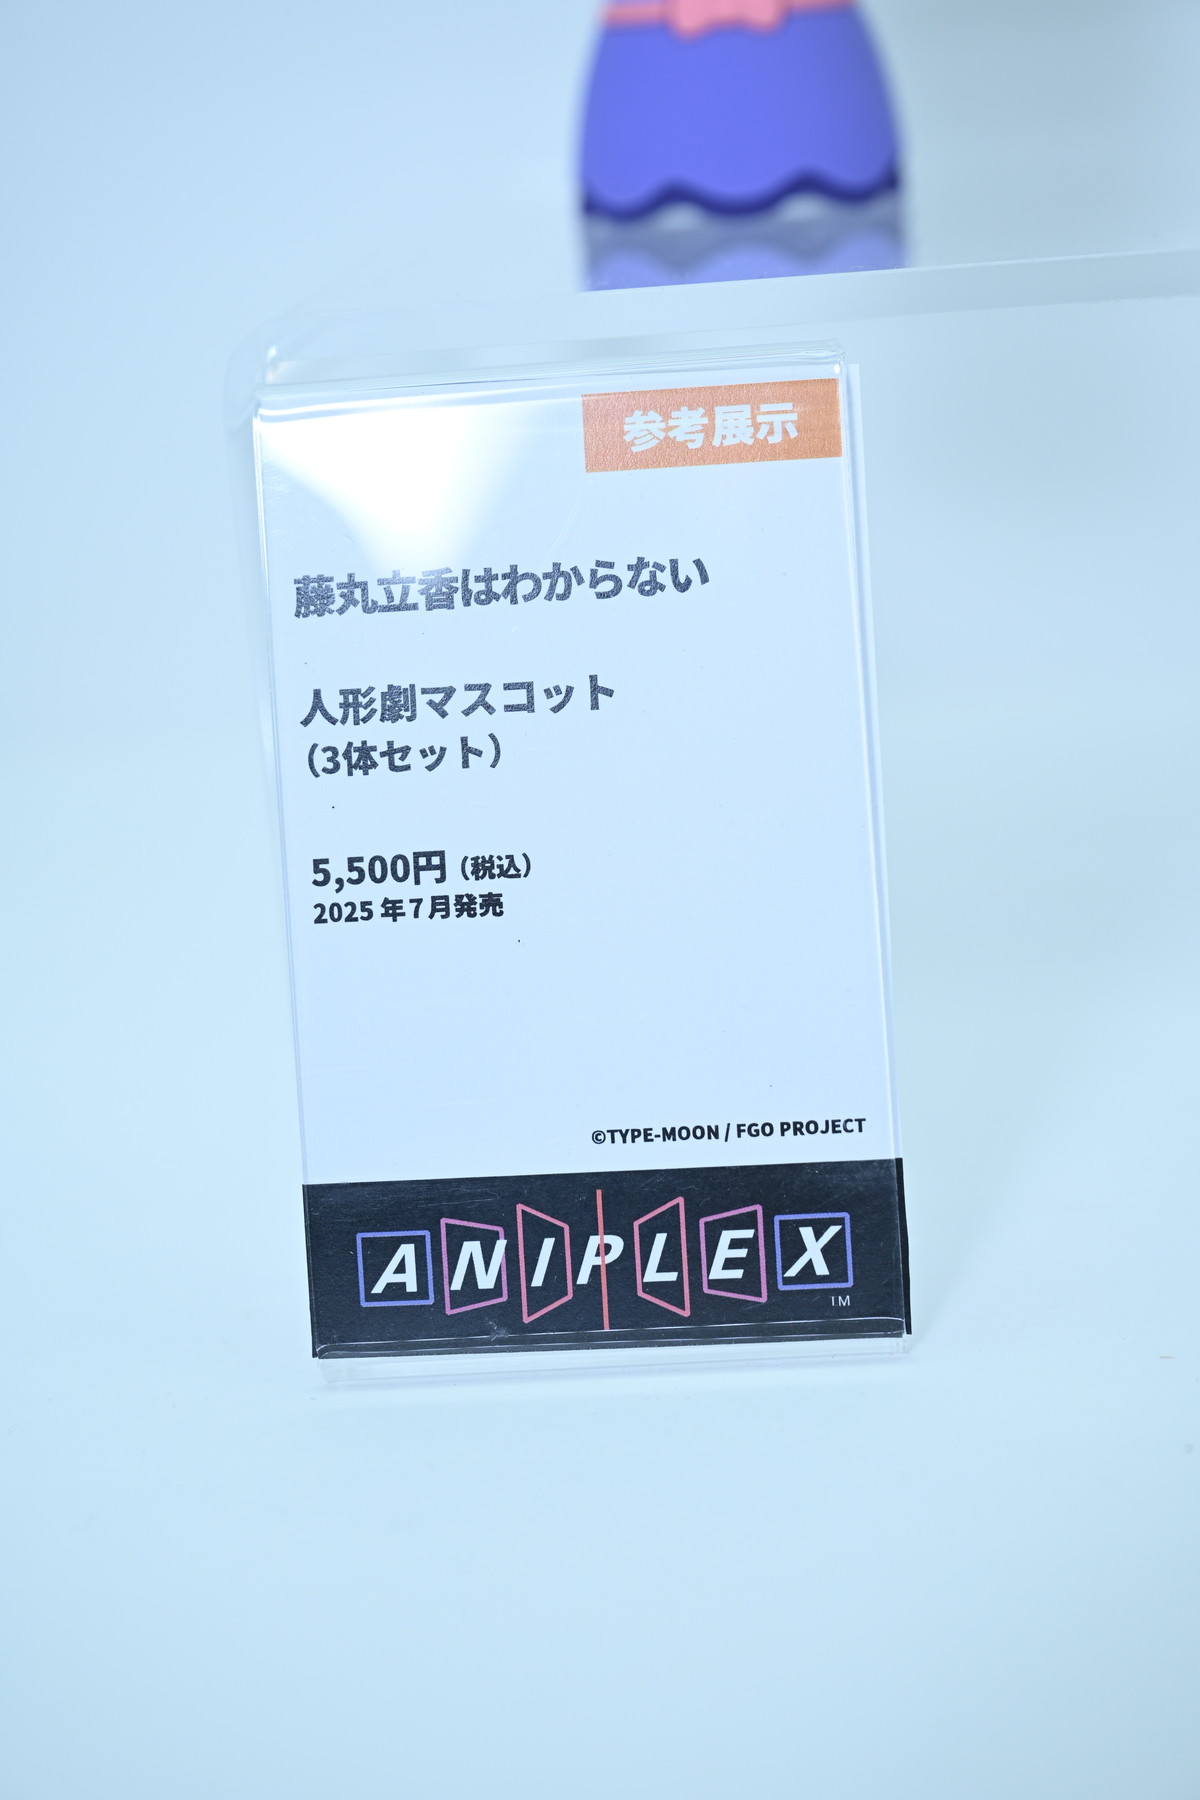 参考展示
藤丸立香はわからない
人形劇マスコット
（3体セット）
5,500円（税込）
2025年7月発売
©TYPE-MOON / FGO PROJECT
ANIPLEX
TM